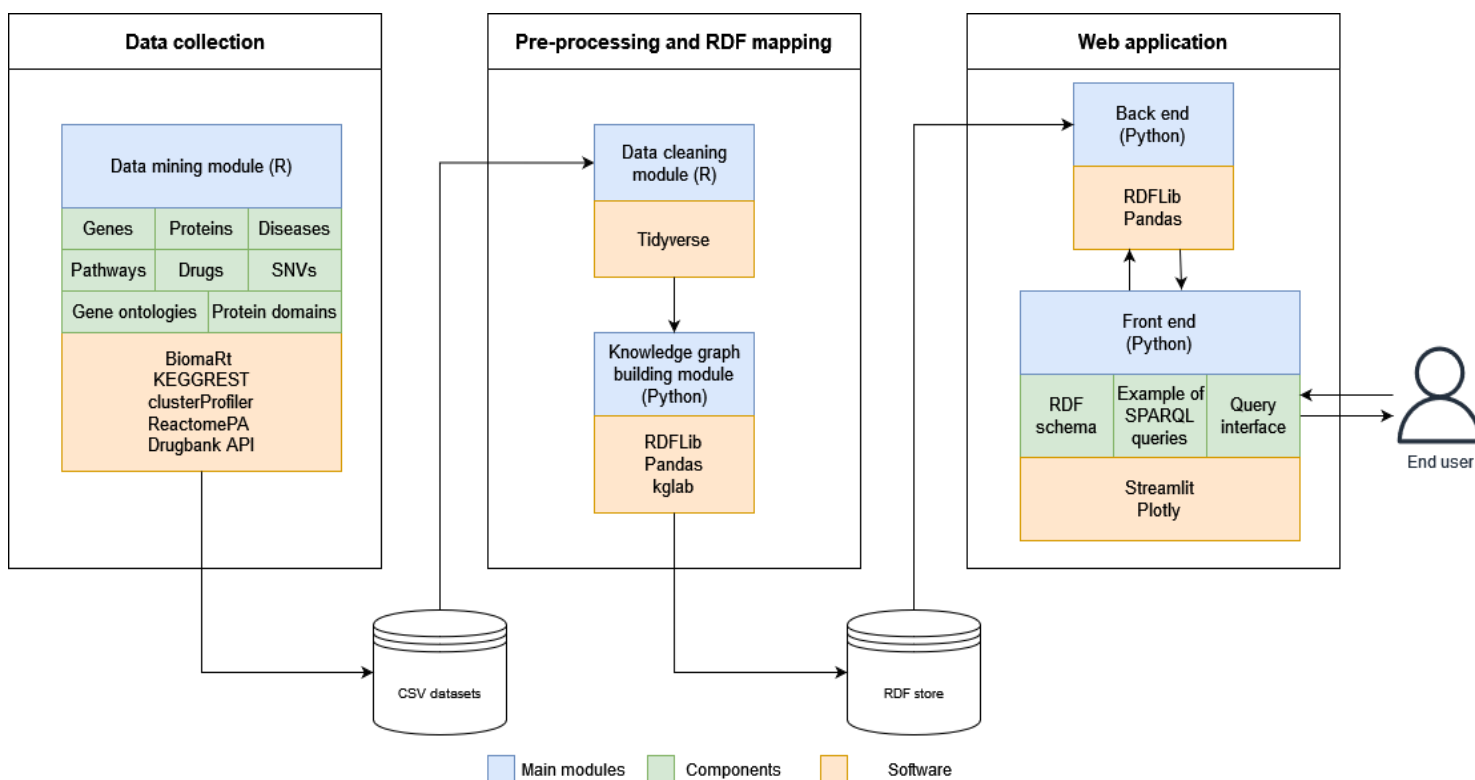 Data collection
Data mining module (R)
Genes
Proteins
Diseases
Pathways
Drugs
SNVs
Gene ontologies
Protein domains
BiomaRt
KEGGREST
clusterProfiler
ReactomePA
Drugbank API
CSV datasets
Pre-processing and RDF mapping
Data cleaning
module (R)
Tidyverse
Knowledge graph
building module
(Python)
RDFLib
Pandas
kglab
RDF store
Web application
Back end
(Python)
RDFLib
Pandas
Front end
(Python)
RDF
schema
Example of
SPARQL
queries
Query
interface
Streamlit
Plotly
End user
Main modules
Components
Software